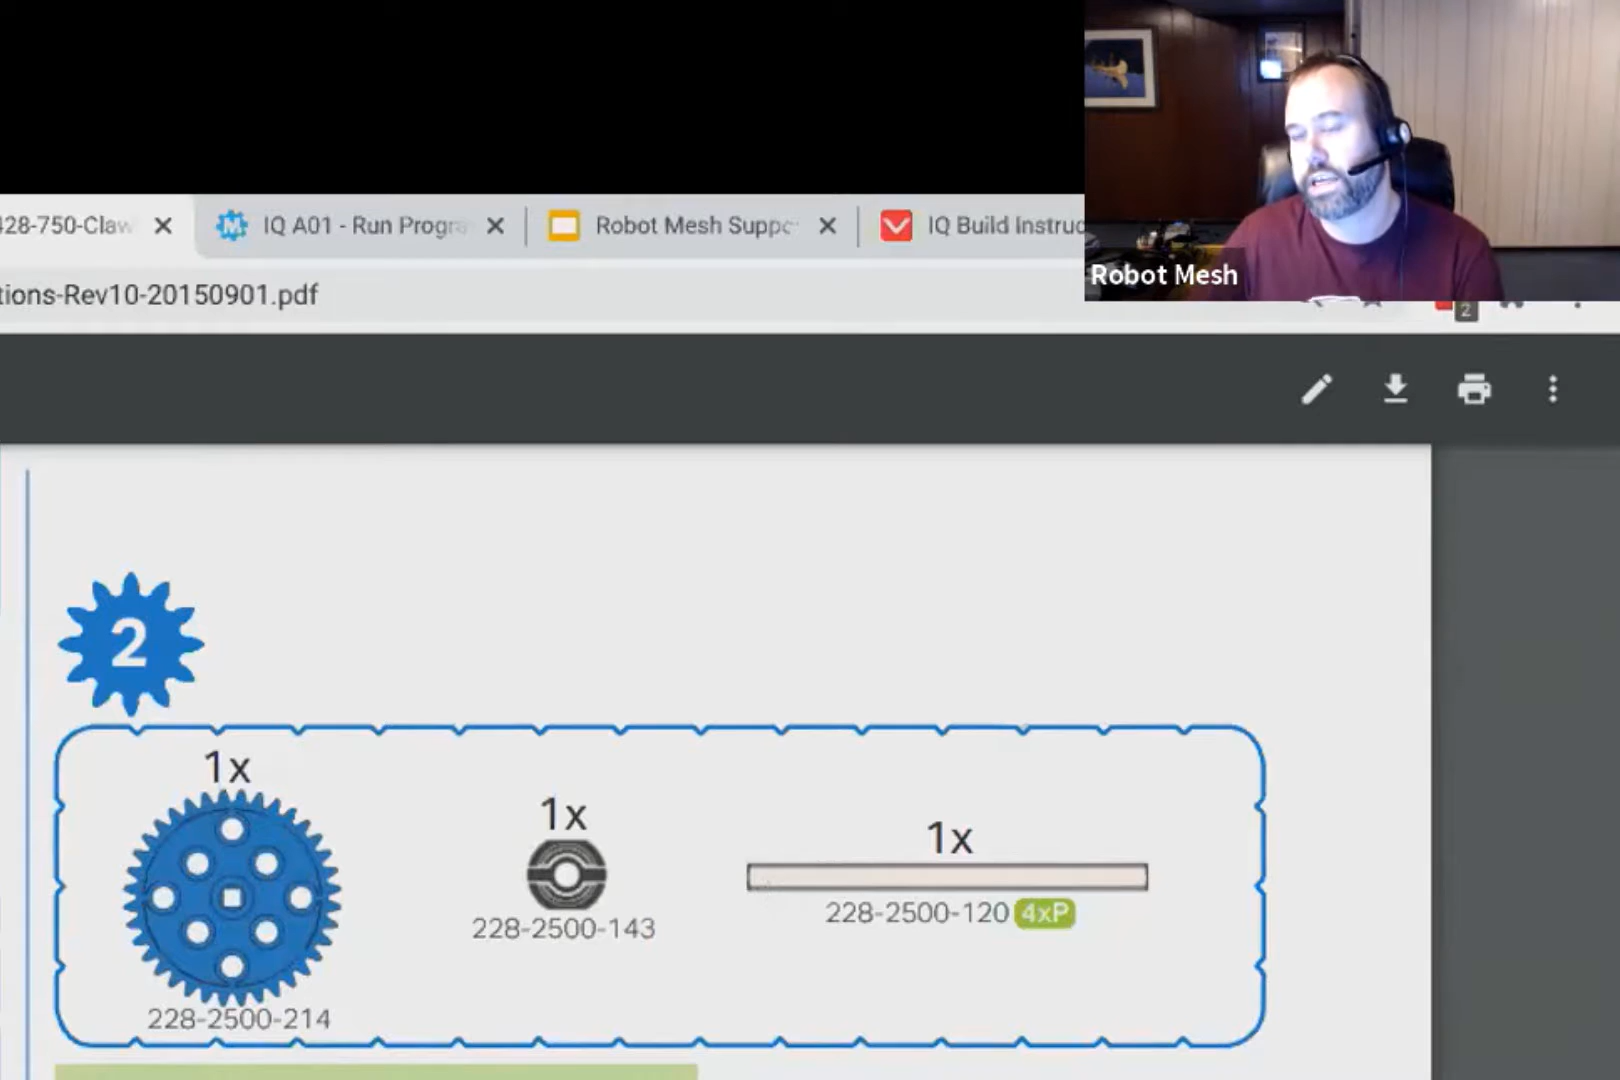 428-750-Claw
IQ A01 - Run Progra
Robot Mesh Suppo
IQ Build Instruc
Robot Mesh
tions-Rev10-20150901.pdf
2
2
1x
1x
1x
228-2500-143
228-2500-120 4xP
228-2500-214